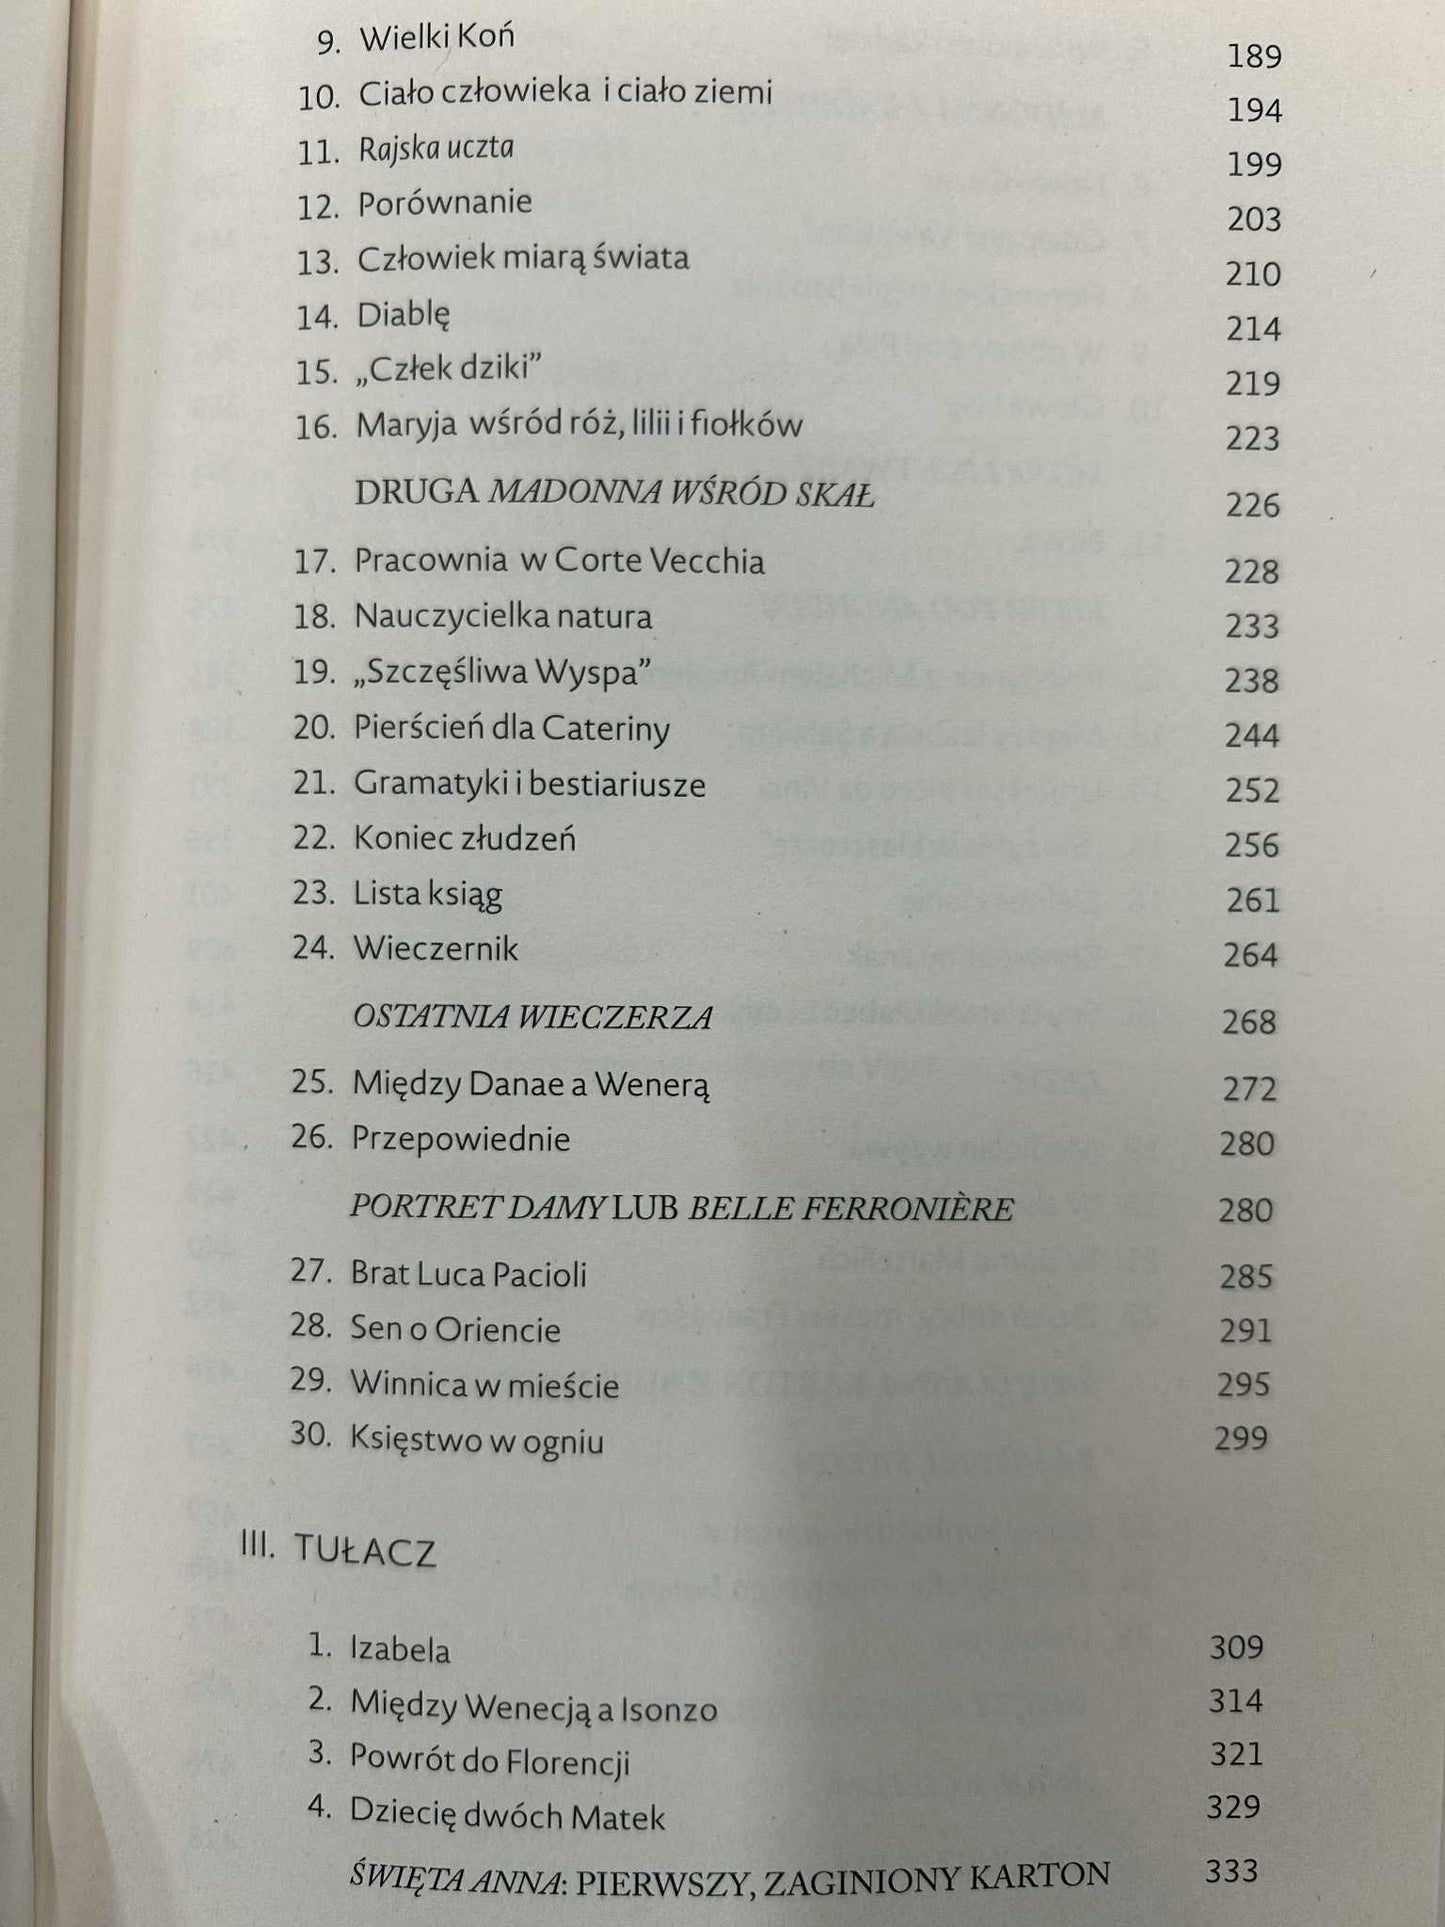 9. Wielki Koń 189
10. Ciało człowieka i ciało ziemi 194
11. Rajska uczta 199
12. Porównanie 203
13. Człowiek miarą świata 210
14. Diablę 214
15. „Człek dziki” 219
16. Maryja wśród róż, lilii i fiołków 223
DRUGA MADONNA WŚRÓD SKAŁ 226
17. Pracownia w Corte Vecchia 228
18. Nauczycielka natura 233
19. „Szczęśliwa Wyspa” 238
20. Pierścień dla Cateriny 244
21. Gramatyki i bestiariusze 252
22. Koniec złudzeń 256
23. Lista ksiąg 261
24. Wieczernik 264
OSTATNIA WIECZERZA 268
25. Między Danae a Wenerą 272
26. Przepowiednie 280
PORTRET DAMY LUB BELLE FERRONIÈRE 280
27. Brat Luca Pacioli 285
28. Sen o Oriencie 291
29. Winnica w mieście 295
30. Księstwo w ogniu 299
III. TUŁACZ
1. Izabela 309
2. Między Wenecją a Isonzo 314
3. Powrót do Florencji 321
4. Dziecię dwóch Matek 329
ŚWIĘTA ANNA: PIERWSZY, ZAGINIONY KARTON 333